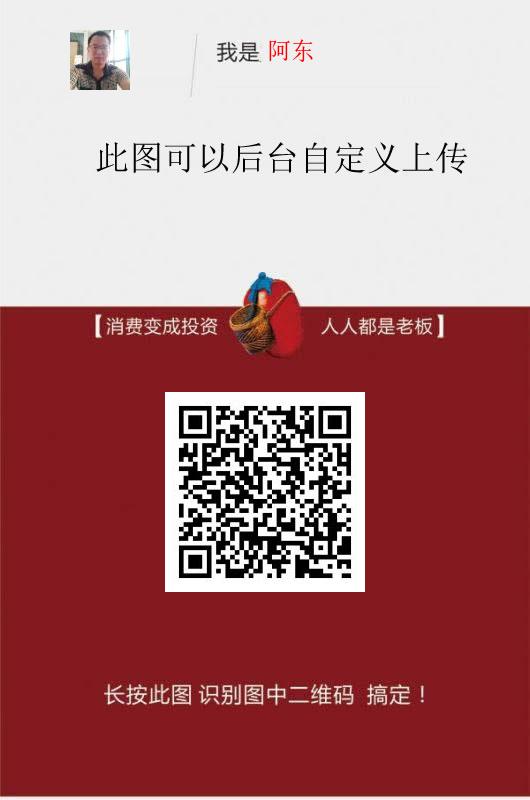 我是 阿东
此图可以后台自定义上传
【消费变成投资 人人都是老板】
长按此图 识别图中二维码 搞定！